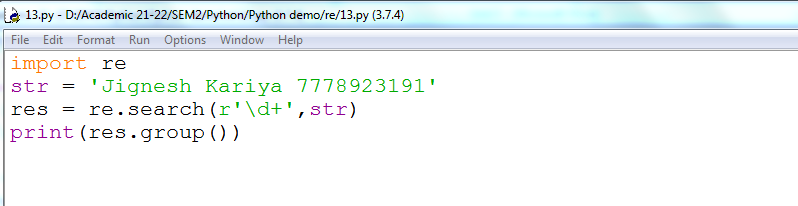 13.py - D:/Academic 21-22/SEM2/Python/Python demo/re/13.py (3.7.4)
File Edit Format Run Options Window Help
import re
str = 'Jignesh Kariya 7778923191'
res = re.search(r'\d+',str)
print(res.group())